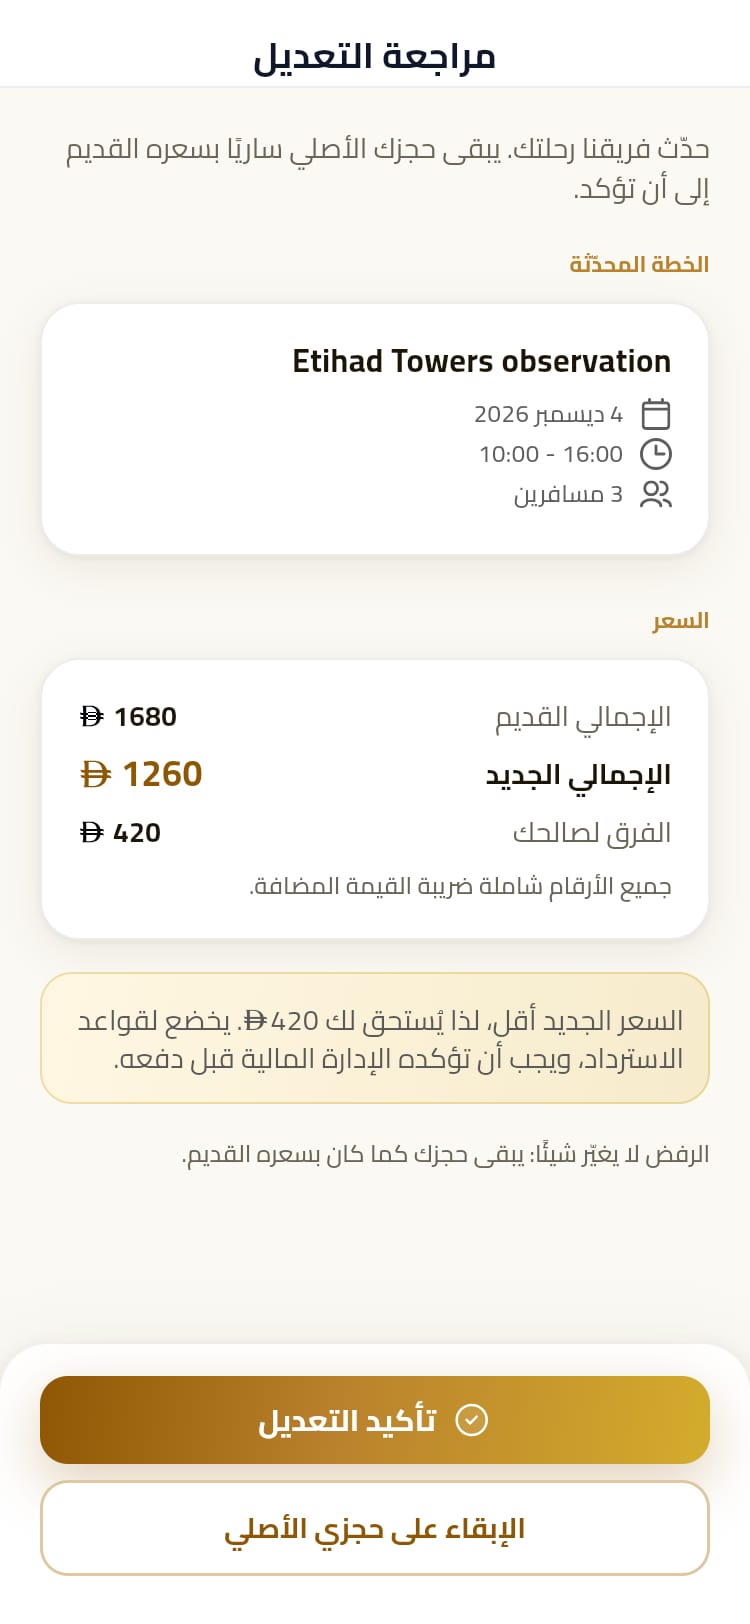 مراجعة التعديل
حدّث فريقنا رحلتك. يبقى حجزك الأصلي ساريًا بسعره القديم
إلى أن تؤكد.
الخطة المحدّثة
Etihad Towers observation
4 ديسمبر 2026
10:00 - 16:00
3 مسافرين
السعر
الإجمالي القديم 1680 AED
الإجمالي الجديد 1260 AED
الفرق لصالحك 420 AED
جميع الأرقام شاملة ضريبة القيمة المضافة.
السعر الجديد أقل، لذا يُستحق لك 420 AED. يخضع لقواعد
الاسترداد، ويجب أن تؤكده الإدارة المالية قبل دفعه.
الرفض لا يغيّر شيئًا: يبقى حجزك كما كان بسعره القديم.
تأكيد التعديل
الإبقاء على حجزي الأصلي